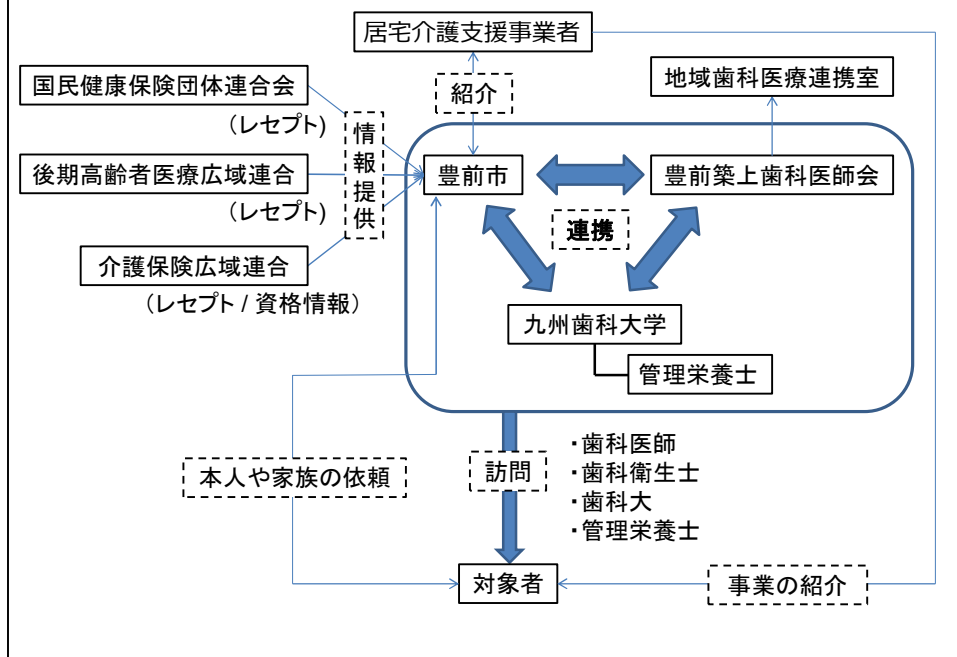 居宅介護支援事業者
国民健康保険団体連合会
(レセプト)
紹介
地域歯科医療連携室
情報提供
後期高齢者医療広域連合
(レセプト)
豊前市
豊前築上歯科医師会
連携
介護保険広域連合
(レセプト / 資格情報)
九州歯科大学
管理栄養士
本人や家族の依頼
訪問
・歯科医師
・歯科衛生士
・歯科大
・管理栄養士
対象者
事業の紹介